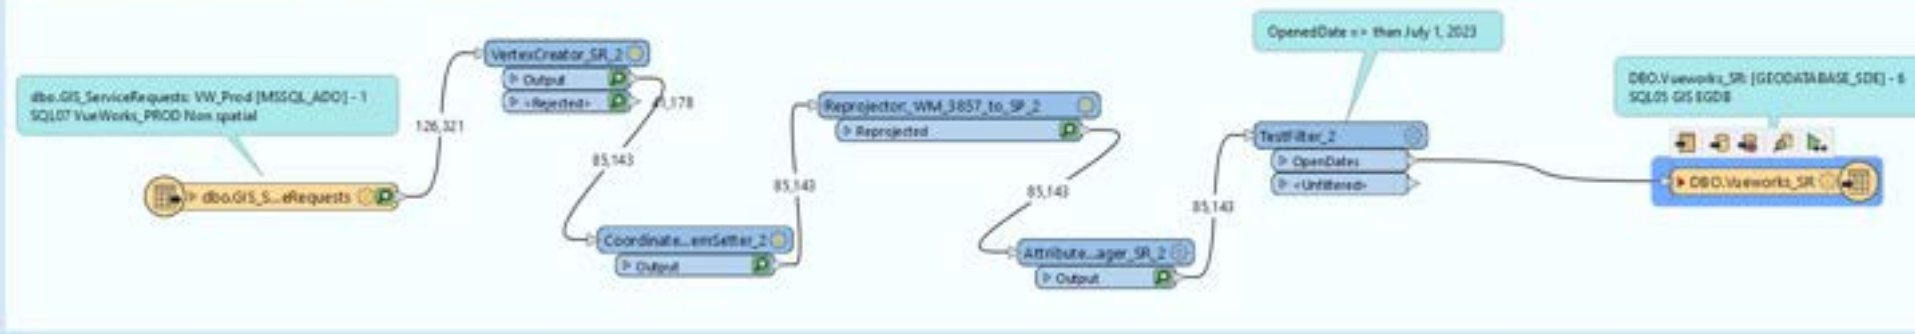 dbo.GIS_ServiceRequests: VW_Prod [MSSQL_ADO] - 1
SQL07 VueWorks_PROD Non spatial
dbo.GIS_S...eRequests
126,321
VertexCreator_SR_2
Output
<Rejected>
41,178
85,143
Coordinate...emSetter_2
Output
85,143
Reprojector_WM_3857_to_SP_2
Reprojected
85,143
Attribute...ager_SR_2
Output
85,143
OpenedDate => than July 1, 2023
TestFilter_2
OpenDates
<Unfiltered>
DBO.Vueworks_SR: [GEODATABASE_SDE] - 6
SQL05 GIS EGDB
DBO.Vueworks_SR